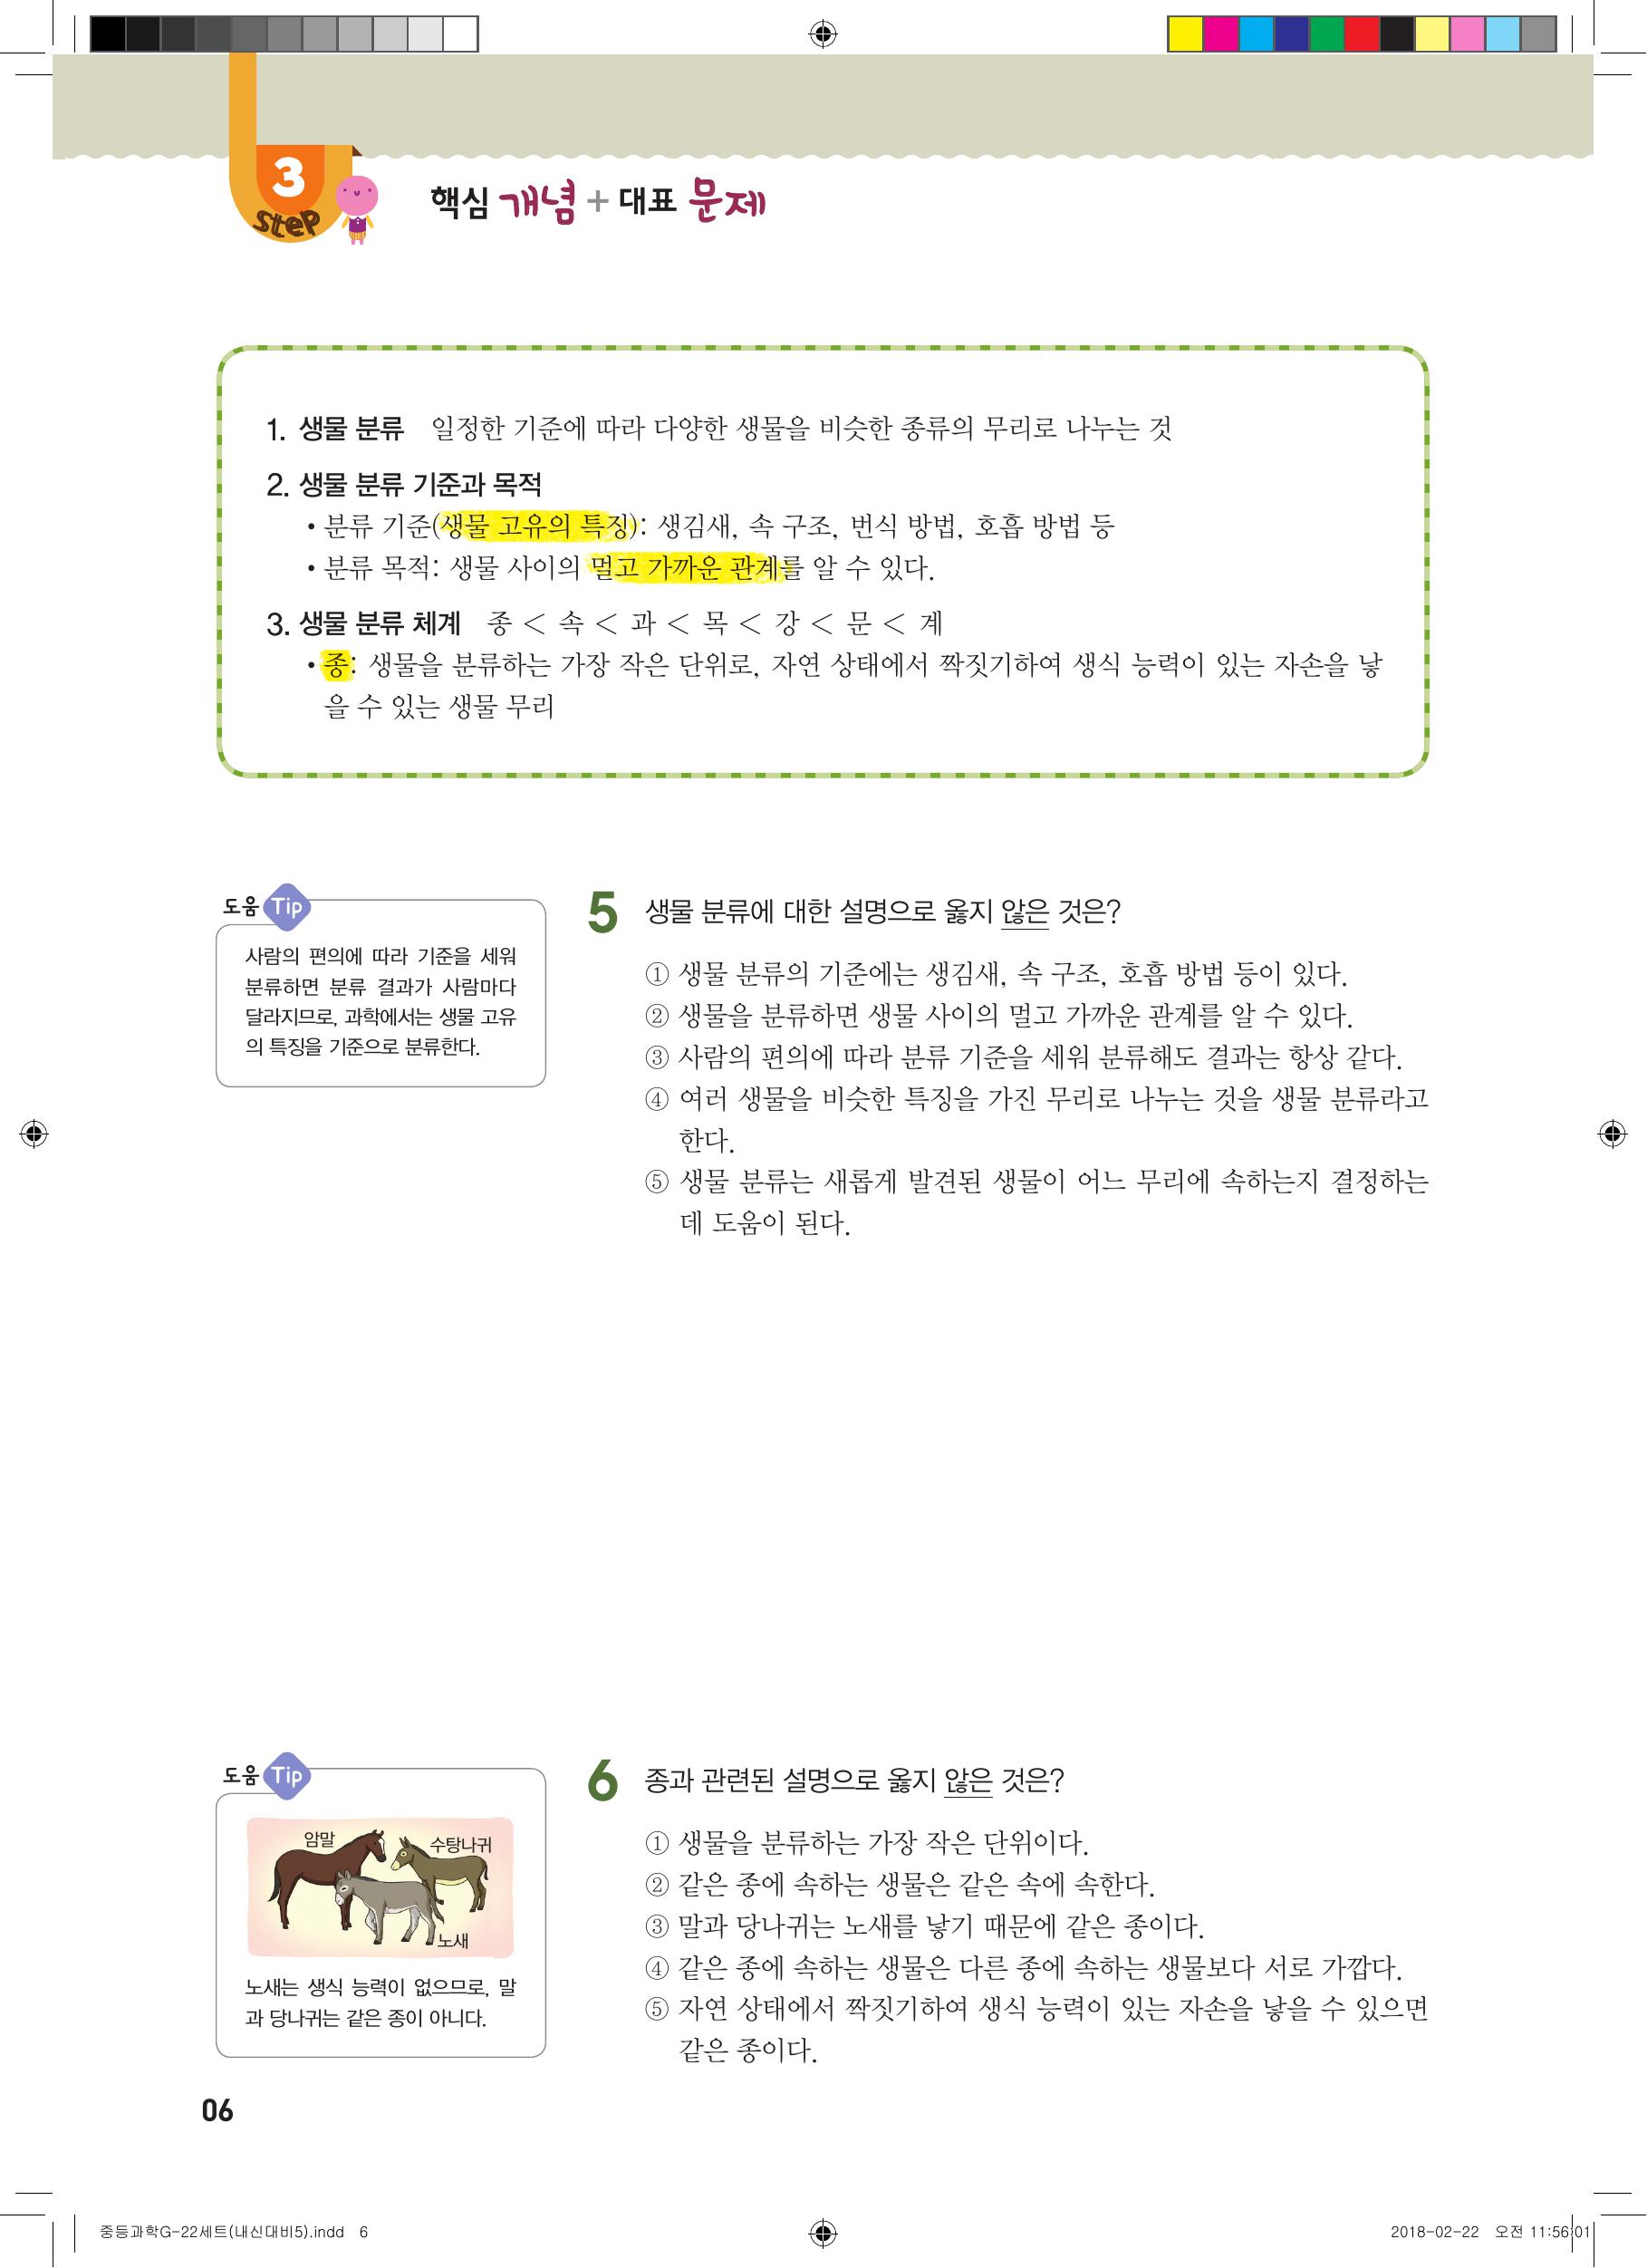 3
step
핵심 개념 + 대표 문제
1. 생물 분류 일정한 기준에 따라 다양한 생물을 비슷한 종류의 무리로 나누는 것
2. 생물 분류 기준과 목적
• 분류 기준(생물 고유의 특징): 생김새, 속 구조, 번식 방법, 호흡 방법 등
• 분류 목적: 생물 사이의 멀고 가까운 관계를 알 수 있다.
3. 생물 분류 체계 종 < 속 < 과 < 목 < 강 < 문 < 계
• 종: 생물을 분류하는 가장 작은 단위로, 자연 상태에서 짝짓기하여 생식 능력이 있는 자손을 낳
을 수 있는 생물 무리
도움 Tip
사람의 편의에 따라 기준을 세워
분류하면 분류 결과가 사람마다
달라지므로, 과학에서는 생물 고유
의 특징을 기준으로 분류한다.
5 생물 분류에 대한 설명으로 옳지 않은 것은?
① 생물 분류의 기준에는 생김새, 속 구조, 호흡 방법 등이 있다.
② 생물을 분류하면 생물 사이의 멀고 가까운 관계를 알 수 있다.
③ 사람의 편의에 따라 분류 기준을 세워 분류해도 결과는 항상 같다.
④ 여러 생물을 비슷한 특징을 가진 무리로 나누는 것을 생물 분류라고
한다.
⑤ 생물 분류는 새롭게 발견된 생물이 어느 무리에 속하는지 결정하는
데 도움이 된다.
도움 Tip
암말
수탕나귀
노새
노새는 생식 능력이 없으므로, 말
과 당나귀는 같은 종이 아니다.
6 종과 관련된 설명으로 옳지 않은 것은?
① 생물을 분류하는 가장 작은 단위이다.
② 같은 종에 속하는 생물은 같은 속에 속한다.
③ 말과 당나귀는 노새를 낳기 때문에 같은 종이다.
④ 같은 종에 속하는 생물은 다른 종에 속하는 생물보다 서로 가깝다.
⑤ 자연 상태에서 짝짓기하여 생식 능력이 있는 자손을 낳을 수 있으면
같은 종이다.
06
중등과학G-22세트(내신대비5).indd 6
2018-02-22 오전 11:56:01